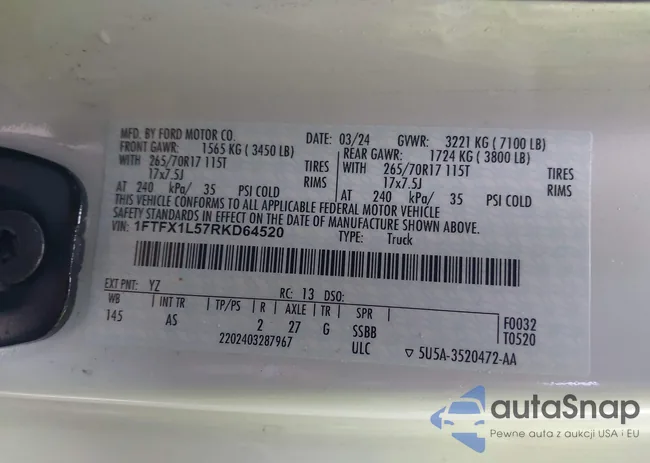 MFD. BY FORD MOTOR CO. DATE: 03/24 GVWR: 3221 KG ( 7100 LB)
FRONT GAWR: 1565 KG ( 3450 LB) REAR GAWR: 1724 KG ( 3800 LB)
WITH 265/70R17 115T TIRES WITH 265/70R17 115T TIRES
17x7.5J RIMS 17x7.5J RIMS
AT 240 kPa/ 35 PSI COLD AT 240 kPa/ 35 PSI COLD
THIS VEHICLE CONFORMS TO ALL APPLICABLE FEDERAL MOTOR VEHICLE
SAFETY STANDARDS IN EFFECT ON THE DATE OF MANUFACTURE SHOWN ABOVE.
VIN: 1FTFX1L57RKD64520 TYPE: Truck
EXT PNT: YZ RC: 13 DSO:
WB INT TR TP/PS R AXLE TR SPR F0032
145 AS 2 27 G SSBB T0520
2202403287967 ULC ▽ 5U5A-3520472-AA
autaSnap
Pewne auta z aukcji USA i EU